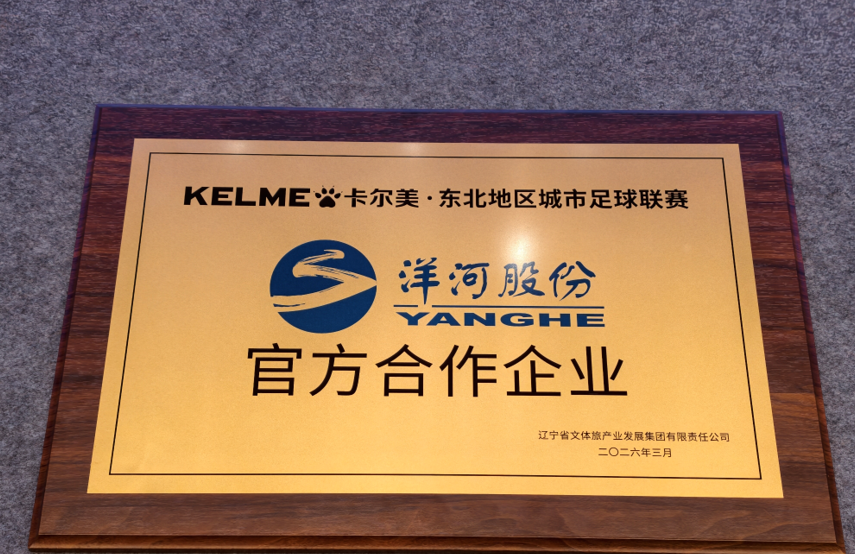 KELME卡尔美·东北地区城市足球联赛
洋河股份
YANGHE
官方合作企业
辽宁省文体旅产业发展集团有限责任公司
二〇二六年三月